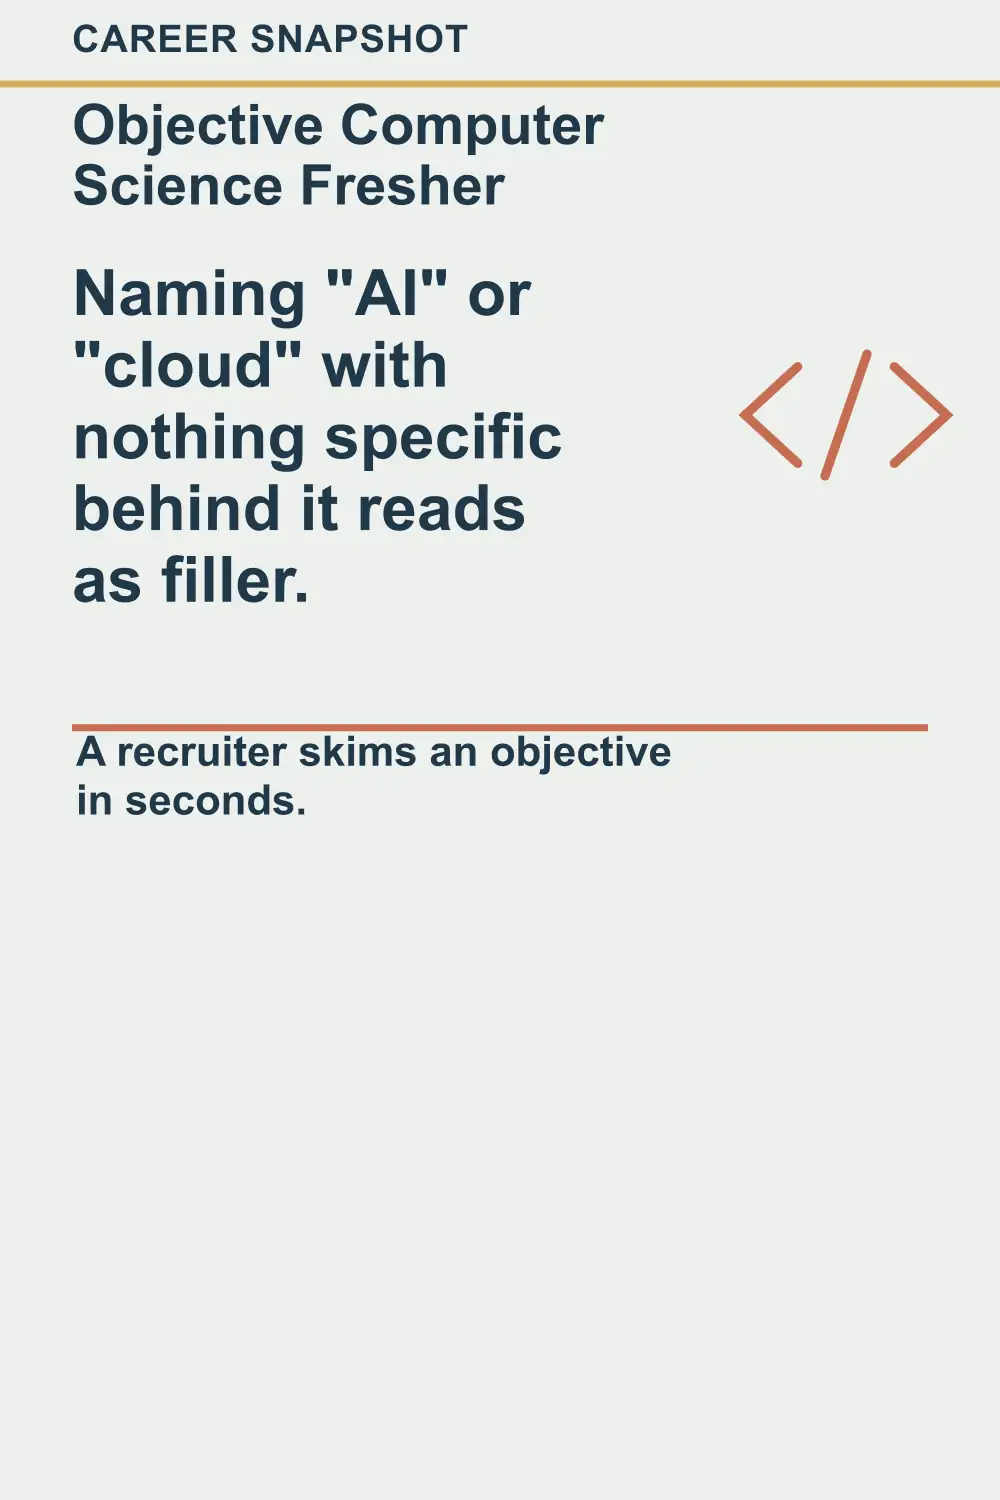 CAREER SNAPSHOT
Objective Computer
Science Fresher
Naming "AI" or
"cloud" with
nothing specific
behind it reads
as filler.
</>
A recruiter skims an objective
in seconds.